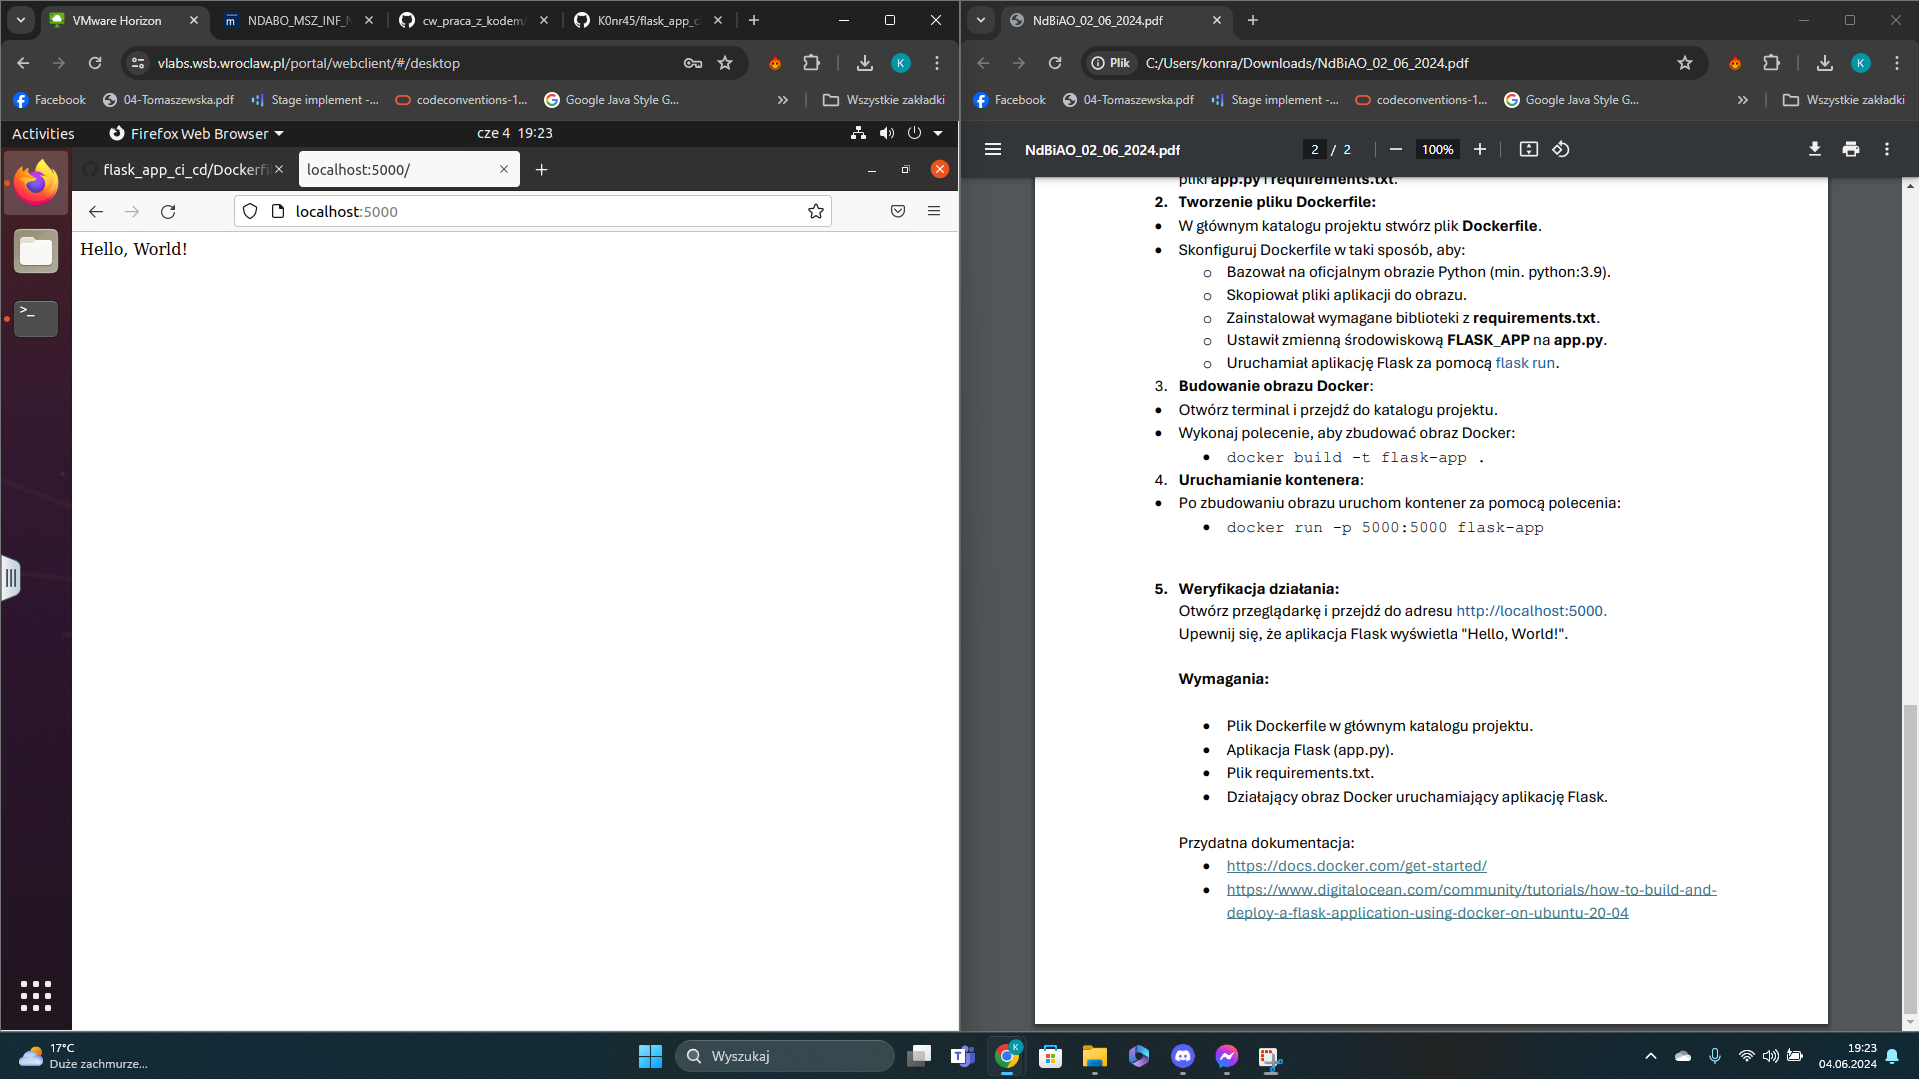 VMware Horizon
NDABO_MSZ_INF_N
cw_praca_z_kodem/
K0nr45/flask_app_c
vlabs.wsb.wroclaw.pl/portal/webclient/#/desktop
K
Facebook
04-Tomaszewska.pdf
Stage implement -...
codeconventions-1...
Google Java Style G...
Wszystkie zakładki
Activities
Firefox Web Browser
cze 4 19:23
flask_app_ci_cd/Dockerfi
localhost:5000/
localhost:5000
Hello, World!
NdBiAO_02_06_2024.pdf
Plik
C:/Users/konra/Downloads/NdBiAO_02_06_2024.pdf
K
Facebook
04-Tomaszewska.pdf
Stage implement -...
codeconventions-1...
Google Java Style G...
Wszystkie zakładki
NdBiAO_02_06_2024.pdf
2 / 2
100%
pliki app.py i requirements.txt.
2. Tworzenie pliku Dockerfile:
• W głównym katalogu projektu stwórz plik Dockerfile.
• Skonfiguruj Dockerfile w taki sposób, aby:
o Bazował na oficjalnym obrazie Python (min. python:3.9).
o Skopiował pliki aplikacji do obrazu.
o Zainstalował wymagane biblioteki z requirements.txt.
o Ustawił zmienną środowiskową FLASK_APP na app.py.
o Uruchamiał aplikację Flask za pomocą flask run.
3. Budowanie obrazu Docker:
• Otwórz terminal i przejdź do katalogu projektu.
• Wykonaj polecenie, aby zbudować obraz Docker:
• docker build -t flask-app .
4. Uruchamianie kontenera:
• Po zbudowaniu obrazu uruchom kontener za pomocą polecenia:
• docker run -p 5000:5000 flask-app
5. Weryfikacja działania:
Otwórz przeglądarkę i przejdź do adresu http://localhost:5000.
Upewnij się, że aplikacja Flask wyświetla "Hello, World!".
Wymagania:
• Plik Dockerfile w głównym katalogu projektu.
• Aplikacja Flask (app.py).
• Plik requirements.txt.
• Działający obraz Docker uruchamiający aplikację Flask.
Przydatna dokumentacja:
• https://docs.docker.com/get-started/
• https://www.digitalocean.com/community/tutorials/how-to-build-and-
deploy-a-flask-application-using-docker-on-ubuntu-20-04
17°C
Duże zachmurze...
Wyszukaj
K
19:23
04.06.2024